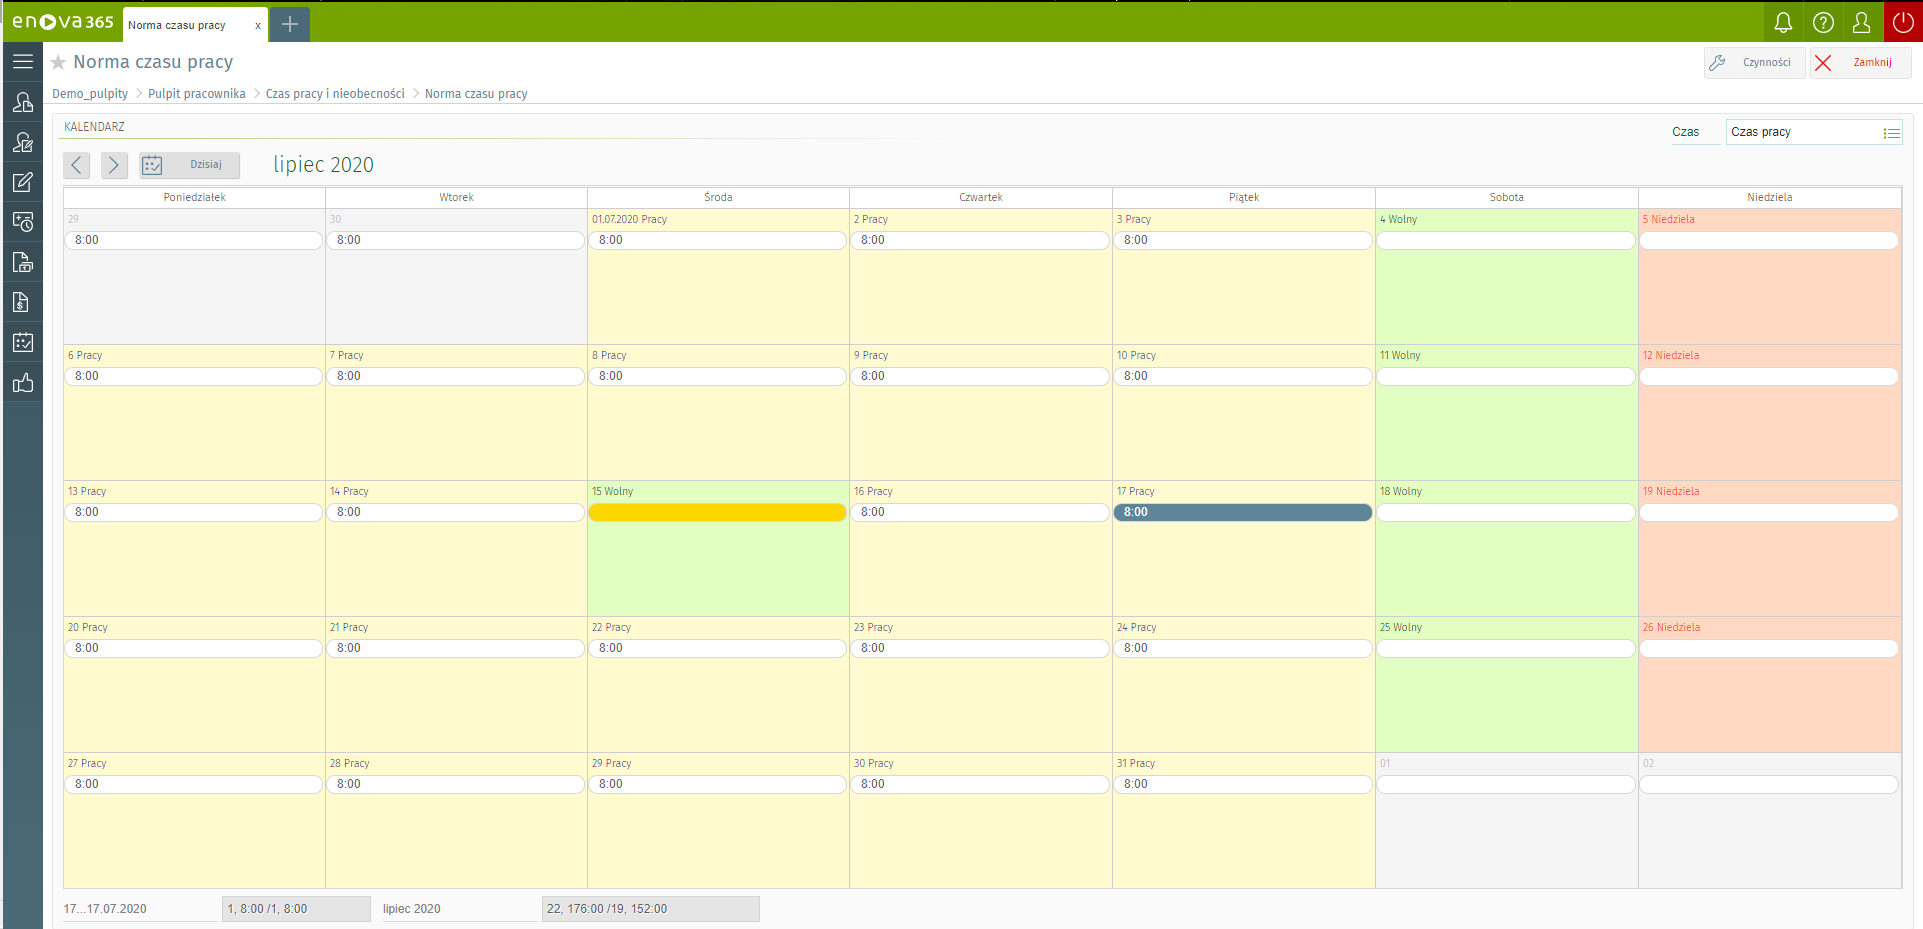 enova365 Norma czasu pracy x
Norma czasu pracy Czynności Zamknij
Demo_pulpity Pulpit pracownika Czas pracy i nieobecności Norma czasu pracy
KALENDARZ Czas Czas pracy
Dzisiaj lipiec 2020
Poniedziałek Wtorek Środa Czwartek Piątek Sobota Niedziela
29 30 01.07.2020 Pracy 2 Pracy 3 Pracy 4 Wolny 5 Niedziela
8:00 8:00 8:00 8:00 8:00
6 Pracy 7 Pracy 8 Pracy 9 Pracy 10 Pracy 11 Wolny 12 Niedziela
8:00 8:00 8:00 8:00 8:00
13 Pracy 14 Pracy 15 Wolny 16 Pracy 17 Pracy 18 Wolny 19 Niedziela
8:00 8:00 8:00 8:00
20 Pracy 21 Pracy 22 Pracy 23 Pracy 24 Pracy 25 Wolny 26 Niedziela
8:00 8:00 8:00 8:00 8:00
27 Pracy 28 Pracy 29 Pracy 30 Pracy 31 Pracy 01 02
8:00 8:00 8:00 8:00 8:00
17...17.07.2020 1, 8:00 /1, 8:00 lipiec 2020 22, 176:00 /19, 152:00